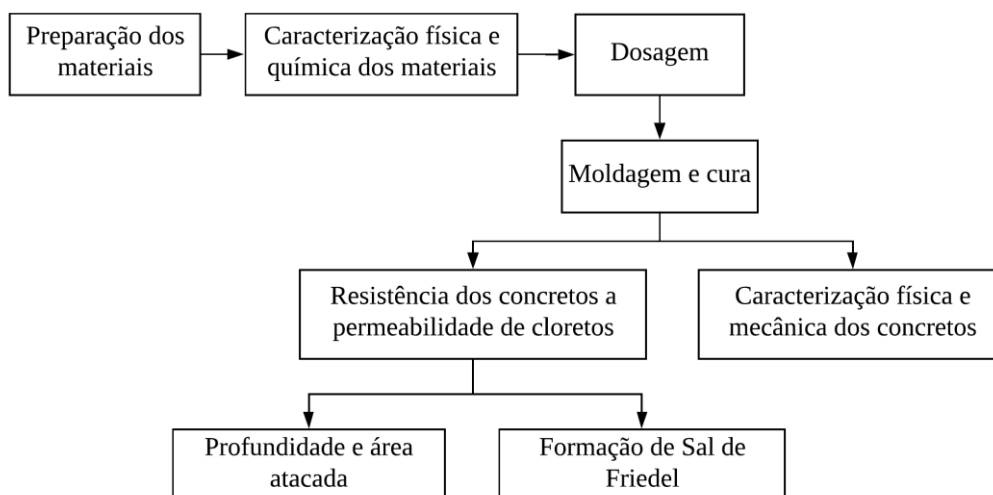 Preparação dos
materiais
Caracterização física e
química dos materiais
Dosagem
Moldagem e cura
Resistência dos concretos a
permeabilidade de cloretos
Caracterização física e
mecânica dos concretos
Profundidade e área
atacada
Formação de Sal de
Friedel